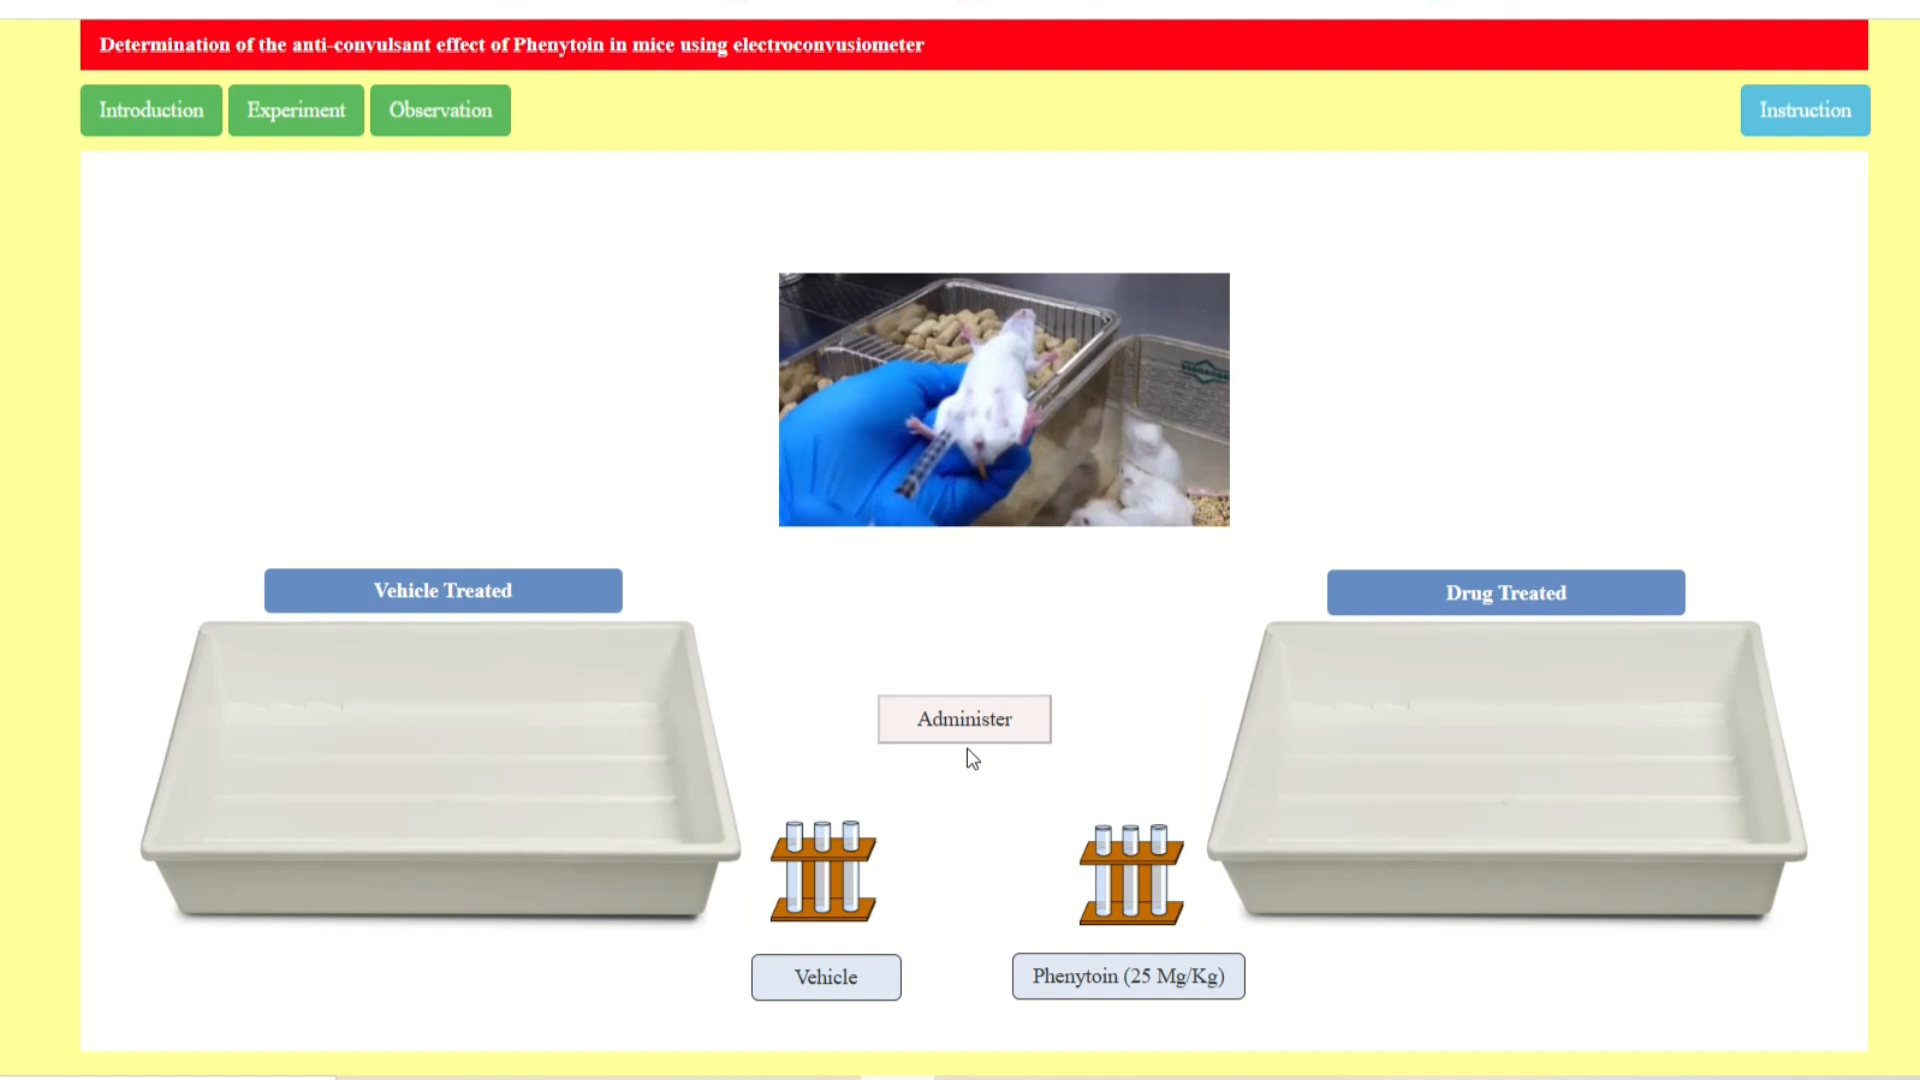 Determination of the anti-convulsant effect of Phenytoin in mice using electroconvusiometer
Introduction
Experiment
Observation
Instruction
Vehicle Treated
Drug Treated
Administer
Vehicle
Phenytoin (25 Mg/Kg)